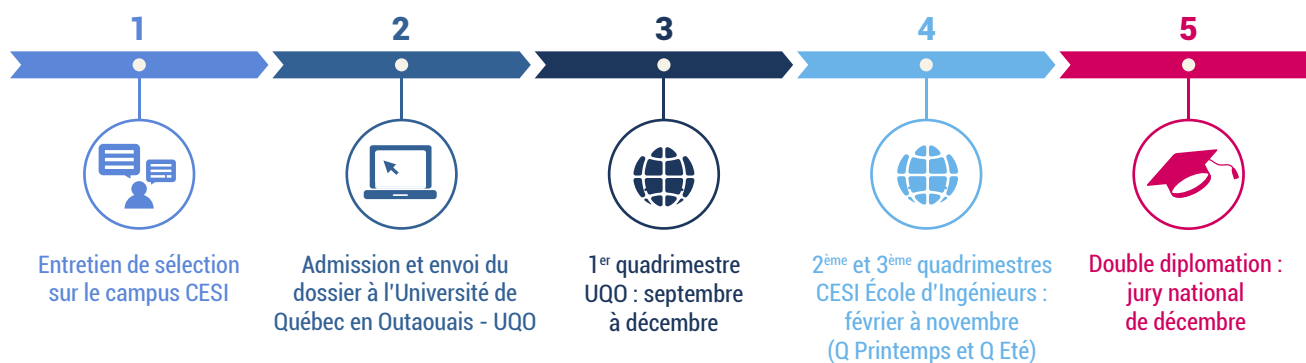 1
Entretien de sélection
sur le campus CESI
2
Admission et envoi du
dossier à l'Université de
Québec en Outaouais - UQO
3
1er quadrimestre
UQO : septembre
à décembre
4
2ème et 3ème quadrimestres
CESI École d'Ingénieurs :
février à novembre
(Q Printemps et Q Eté)
5
Double diplomation :
jury national
de décembre